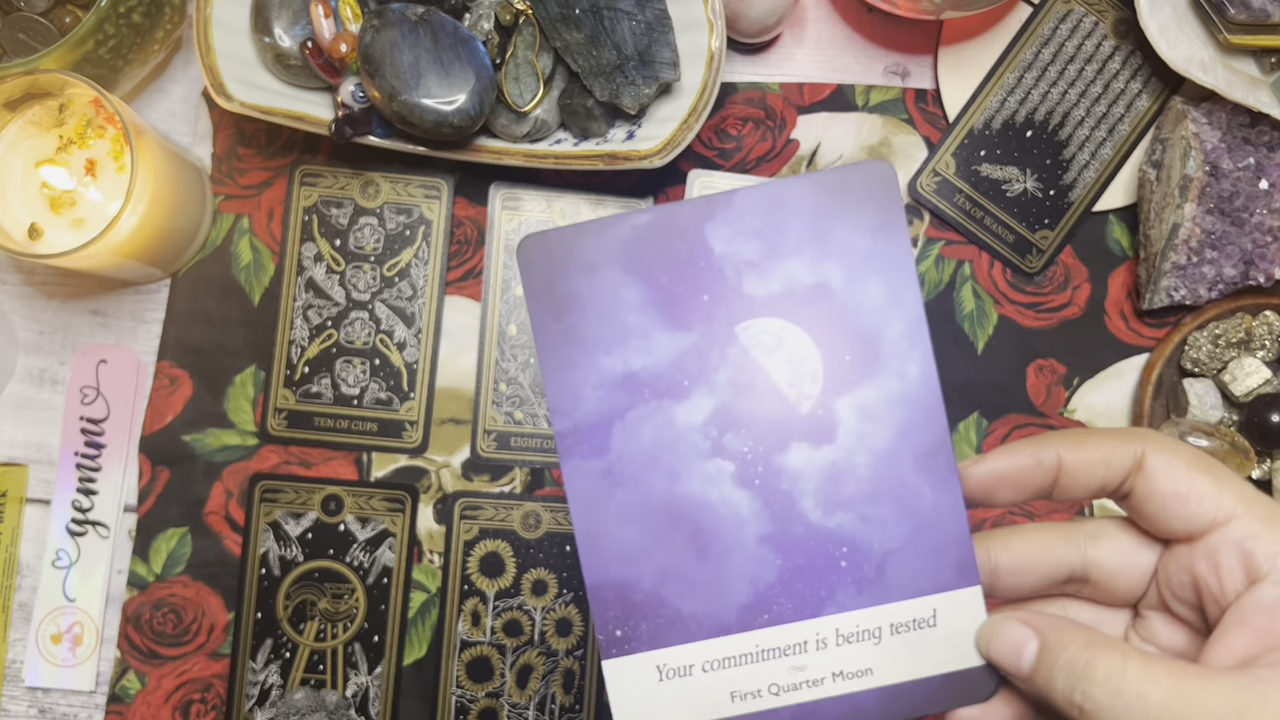 TEN OF WANDS
TEN OF CUPS
EIGHT OF
gemini
X
Your commitment is being tested
First Quarter Moon